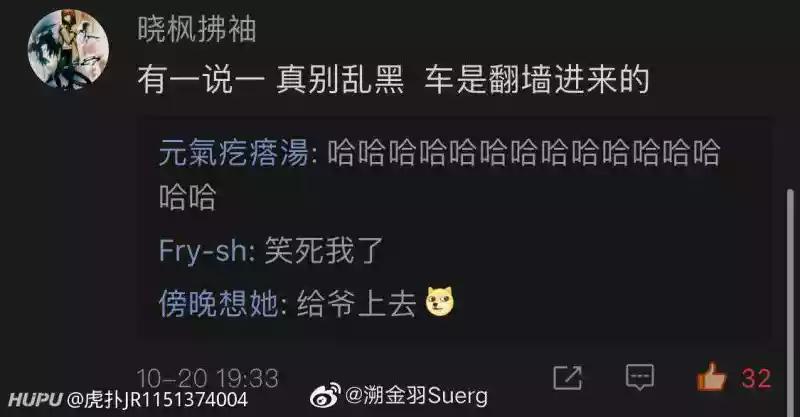 晓枫拂袖
有一说一 真别乱黑 车是翻墙进来的
元氣疙瘩湯: 哈哈哈哈哈哈哈哈哈哈哈哈哈
哈哈
Fry-sh: 笑死我了
傍晚想她: 给爷上去
10-20 19:33
32
HUPU @虎扑JR1151374004
@溯金羽Suerg